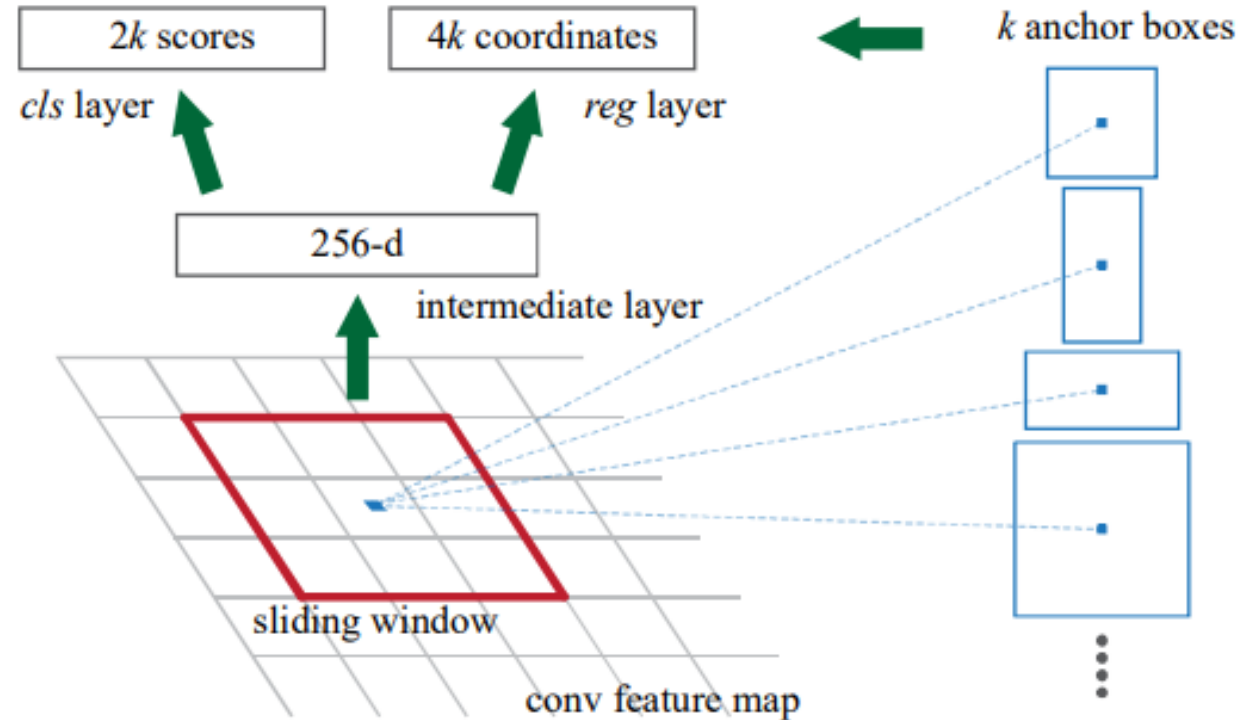 2k scores
4k coordinates
k anchor boxes
cls layer
reg layer
256-d
intermediate layer
sliding window
conv feature map